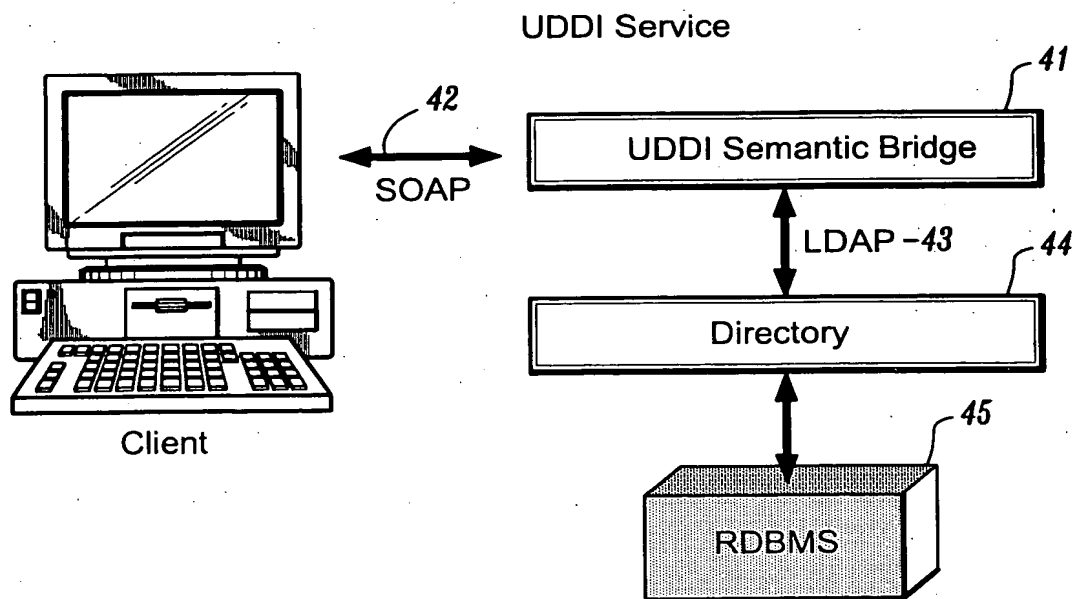 UDDI Service
41
42
UDDI Semantic Bridge
SOAP
LDAP -43
44
Directory
Client
45
RDBMS